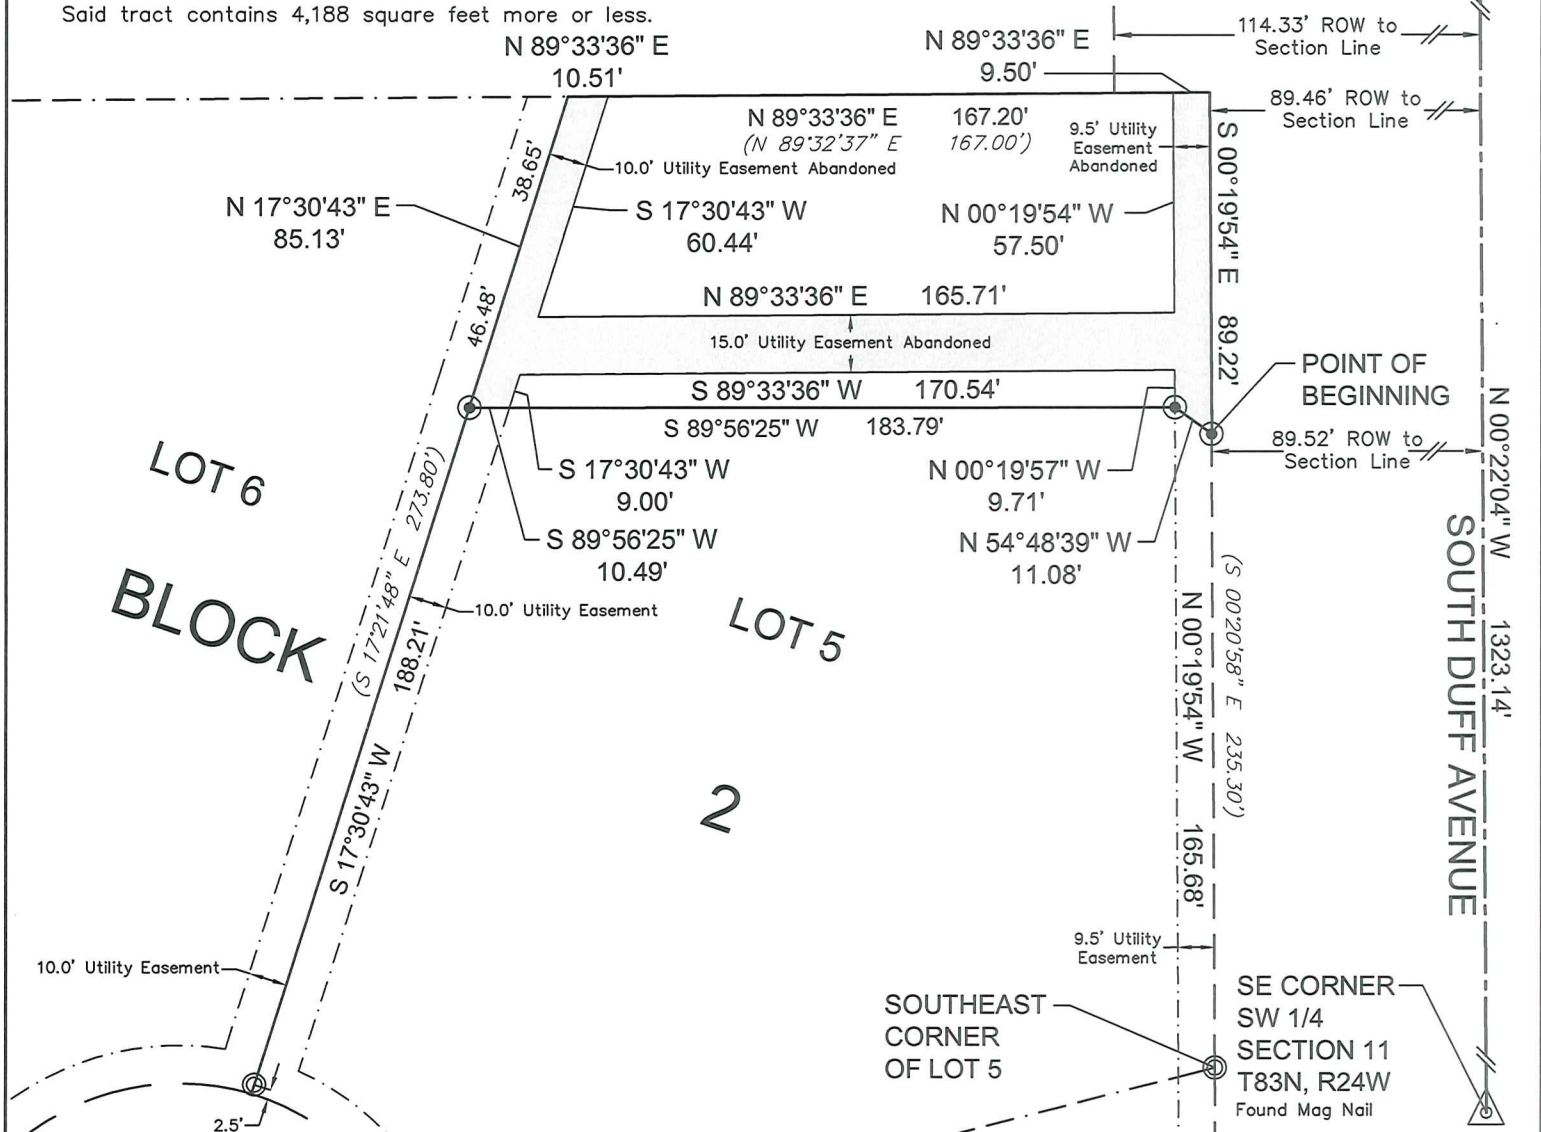 Said tract contains 4,188 square feet more or less.
N 89°33'36" E
10.51'
N 89°33'36" E
9.50'
114.33' ROW to
Section Line
89.46' ROW to
Section Line
N 89°33'36" E 167.20'
(N 89°32'37" E 167.00')
9.5' Utility
Easement
Abandoned
10.0' Utility Easement Abandoned
38.65'
S 00°19'54" E 89.22'
N 17°30'43" E
85.13'
S 17°30'43" W
60.44'
N 00°19'54" W
57.50'
46.48'
N 89°33'36" E 165.71'
15.0' Utility Easement Abandoned
S 89°33'36" W 170.54'
POINT OF
BEGINNING
S 89°56'25" W 183.79'
89.52' ROW to
Section Line
N 00°22'04" W 1323.14'
SOUTH DUFF AVENUE
LOT 6
S 17°30'43" W
9.00'
N 00°19'57" W
9.71'
S 89°56'25" W
10.49'
N 54°48'39" W
11.08'
(S 17°21'48" E 273.80')
BLOCK
10.0' Utility Easement
LOT 5
(S 00°20'58" E 235.30')
N 00°19'54" W 165.68'
S 17°30'43" W 188.21'
2
10.0' Utility Easement
9.5' Utility
Easement
SOUTHEAST
CORNER
OF LOT 5
SE CORNER
SW 1/4
SECTION 11
T83N, R24W
Found Mag Nail
2.5'